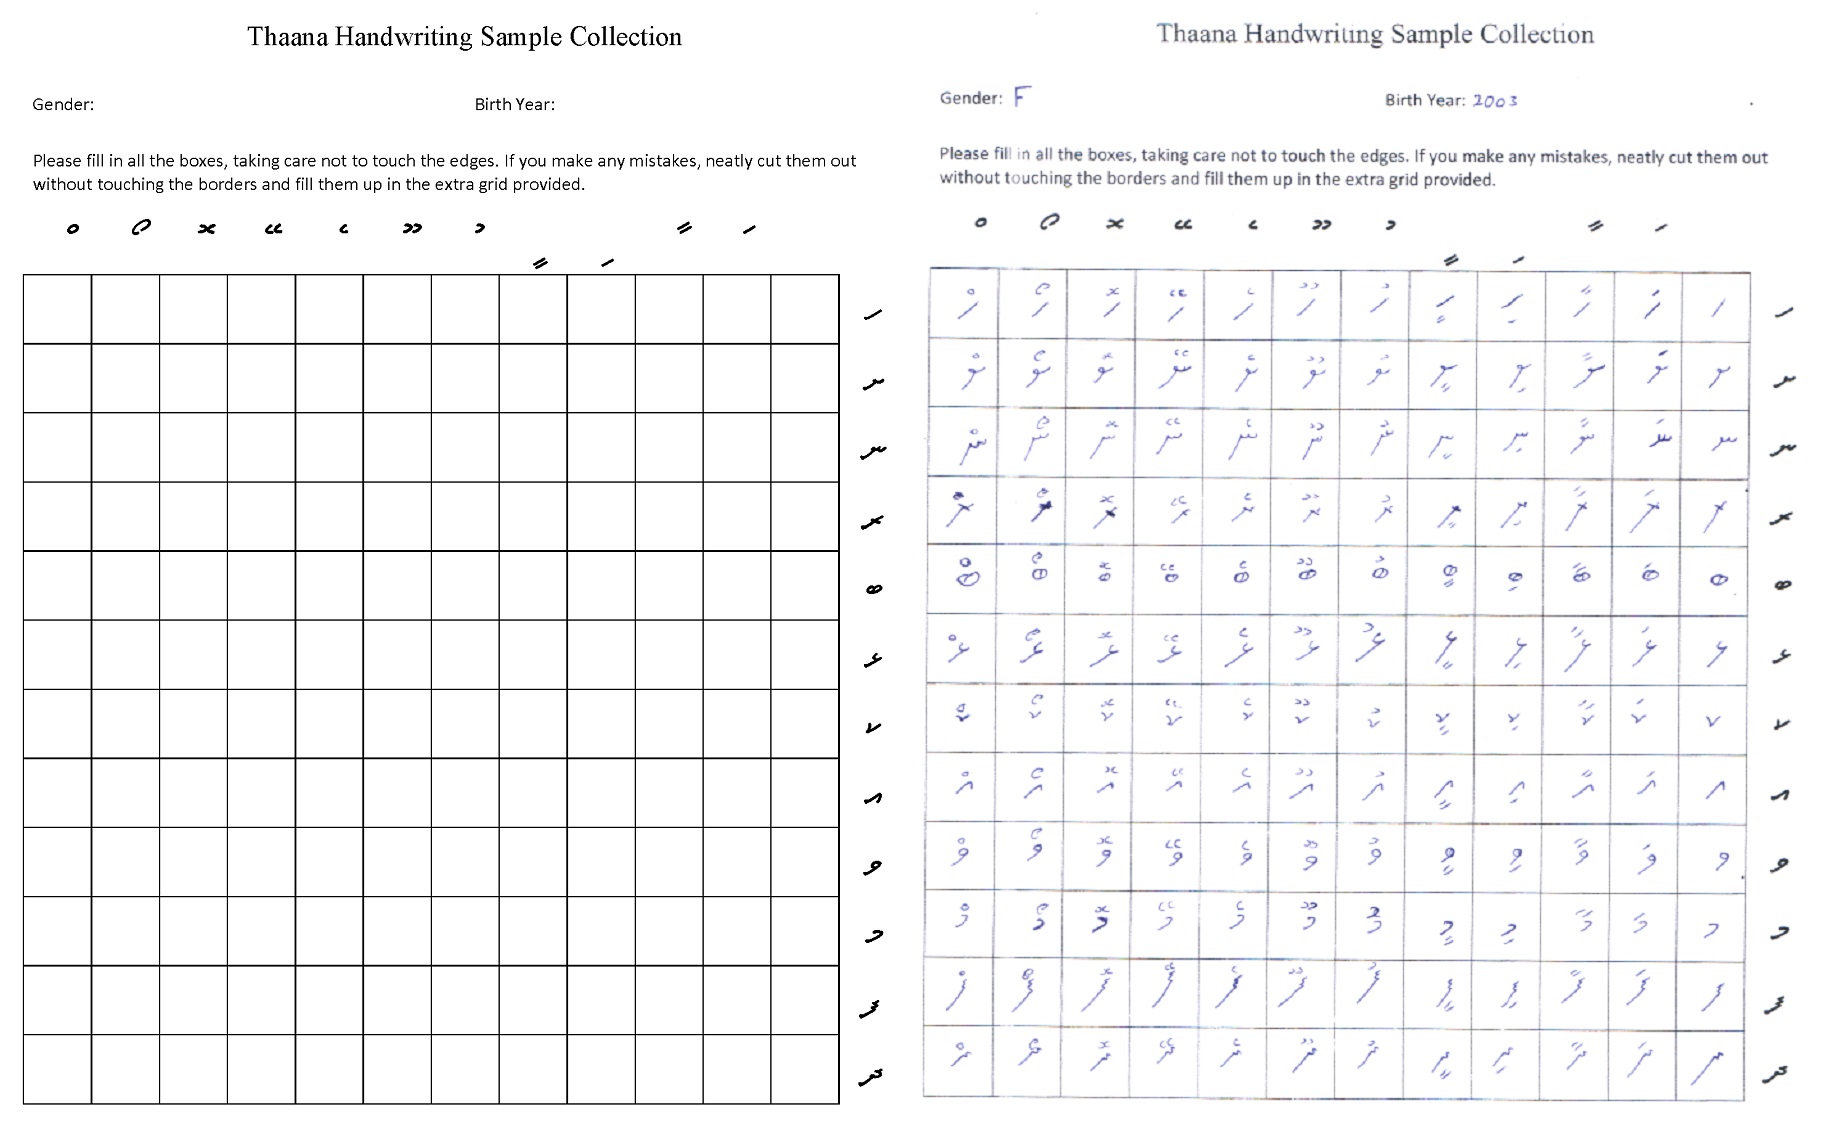 Thaana Handwriting Sample Collection
Gender:
Birth Year:
Please fill in all the boxes, taking care not to touch the edges. If you make any mistakes, neatly cut them out
without touching the borders and fill them up in the extra grid provided.
ަ ާ ި ީ ު ޫ ެ ޭ ޮ ޯ ް
ހ
ށ
ނ
ރ
ބ
ޅ
ކ
އ
ވ
މ
ފ
ދ
Thaana Handwriting Sample Collection
Gender: F
Birth Year: 2003
Please fill in all the boxes, taking care not to touch the edges. If you make any mistakes, neatly cut them out
without touching the borders and fill them up in the extra grid provided.
ަ ާ ި ީ ު ޫ ެ ޭ ޮ ޯ ް
ހ ހ ހަ ހާ ހި ހީ ހު ހޫ ހެ ހޭ ހޮ ހޯ ހް
ށ ށ ށަ ށާ ށި ށީ ށު ށޫ ށެ ށޭ ށޮ ށޯ ށް
ނ ނ ނަ ނާ ނި ނީ ނު ނޫ ނެ ނޭ ނޮ ނޯ ން
ރ ރ ރަ ރާ ރި ރީ ރު ރޫ ރެ ރޭ ރޮ ރޯ ރް
ބ ބ ބަ ބާ ބި ބީ ބު ބޫ ބެ ބޭ ބޮ ބޯ ބް
ޅ ޅ ޅަ ޅާ ޅި ޅީ ޅު ޅޫ ޅެ ޅޭ ޅޮ ޅޯ ޅް
ކ ކ ކަ ކާ ކި ކީ ކު ކޫ ކެ ކޭ ކޮ ކޯ ކް
އ އ އަ އާ އި އީ އު އޫ އެ އޭ އޮ އޯ އް
ވ ވ ވަ ވާ ވި ވީ ވު ވޫ ވެ ވޭ ވޮ ވޯ ވް
މ މ މަ މާ މި މީ މު މޫ މެ މޭ މޮ މޯ މް
ފ ފ ފަ ފާ ފި ފީ ފު ފޫ ފެ ފޭ ފޮ ފޯ ފް
ދ ދ ދަ ދާ ދި ދީ ދު ދޫ ދެ ދޭ ދޮ ދޯ ދް